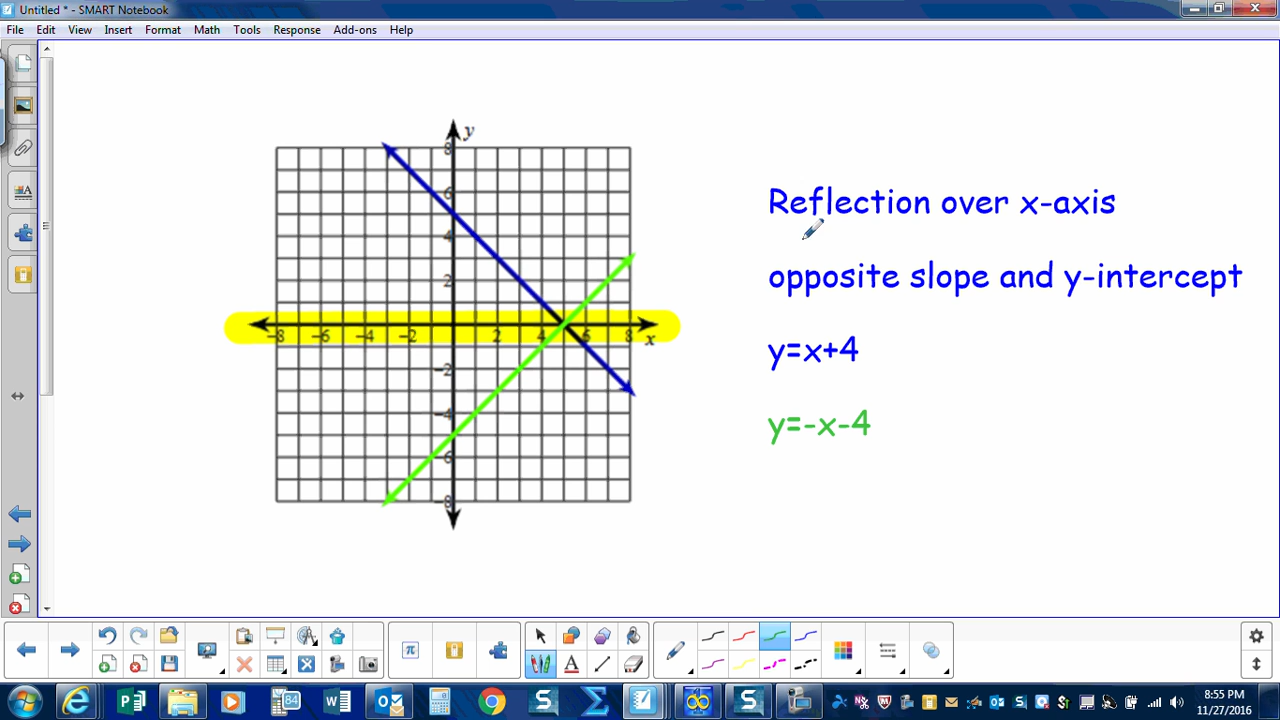 Untitled * - SMART Notebook
File Edit View Insert Format Math Tools Response Add-ons Help
y
8
6
4
2
-8 -6 -4 -2 2 4 6 8 x
-2
-4
-6
-8
Reflection over x-axis
opposite slope and y-intercept
y=x+4
y=-x-4
π
A
84
8:55 PM
11/27/2016